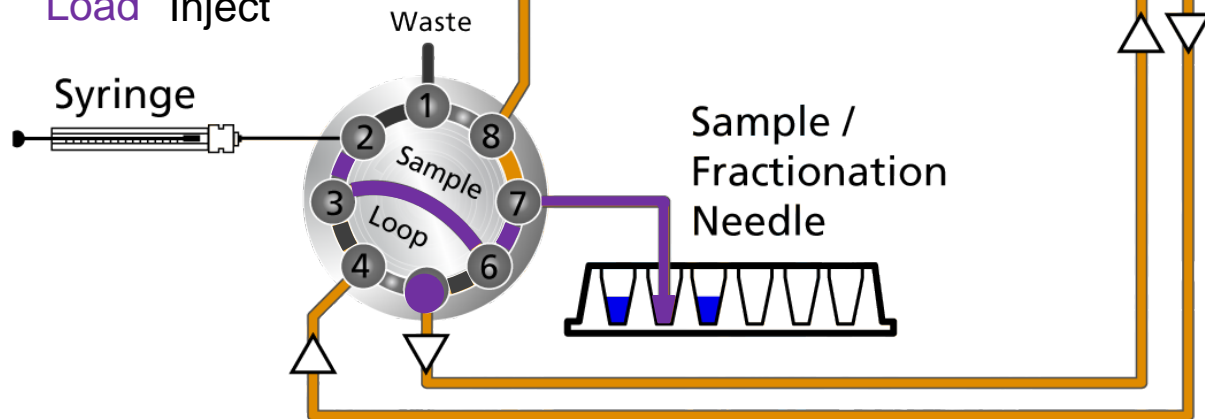 Load Inject
Waste
Syringe
1
2
8
Sample
Sample /
Fractionation
Needle
3
7
Loop
4
6